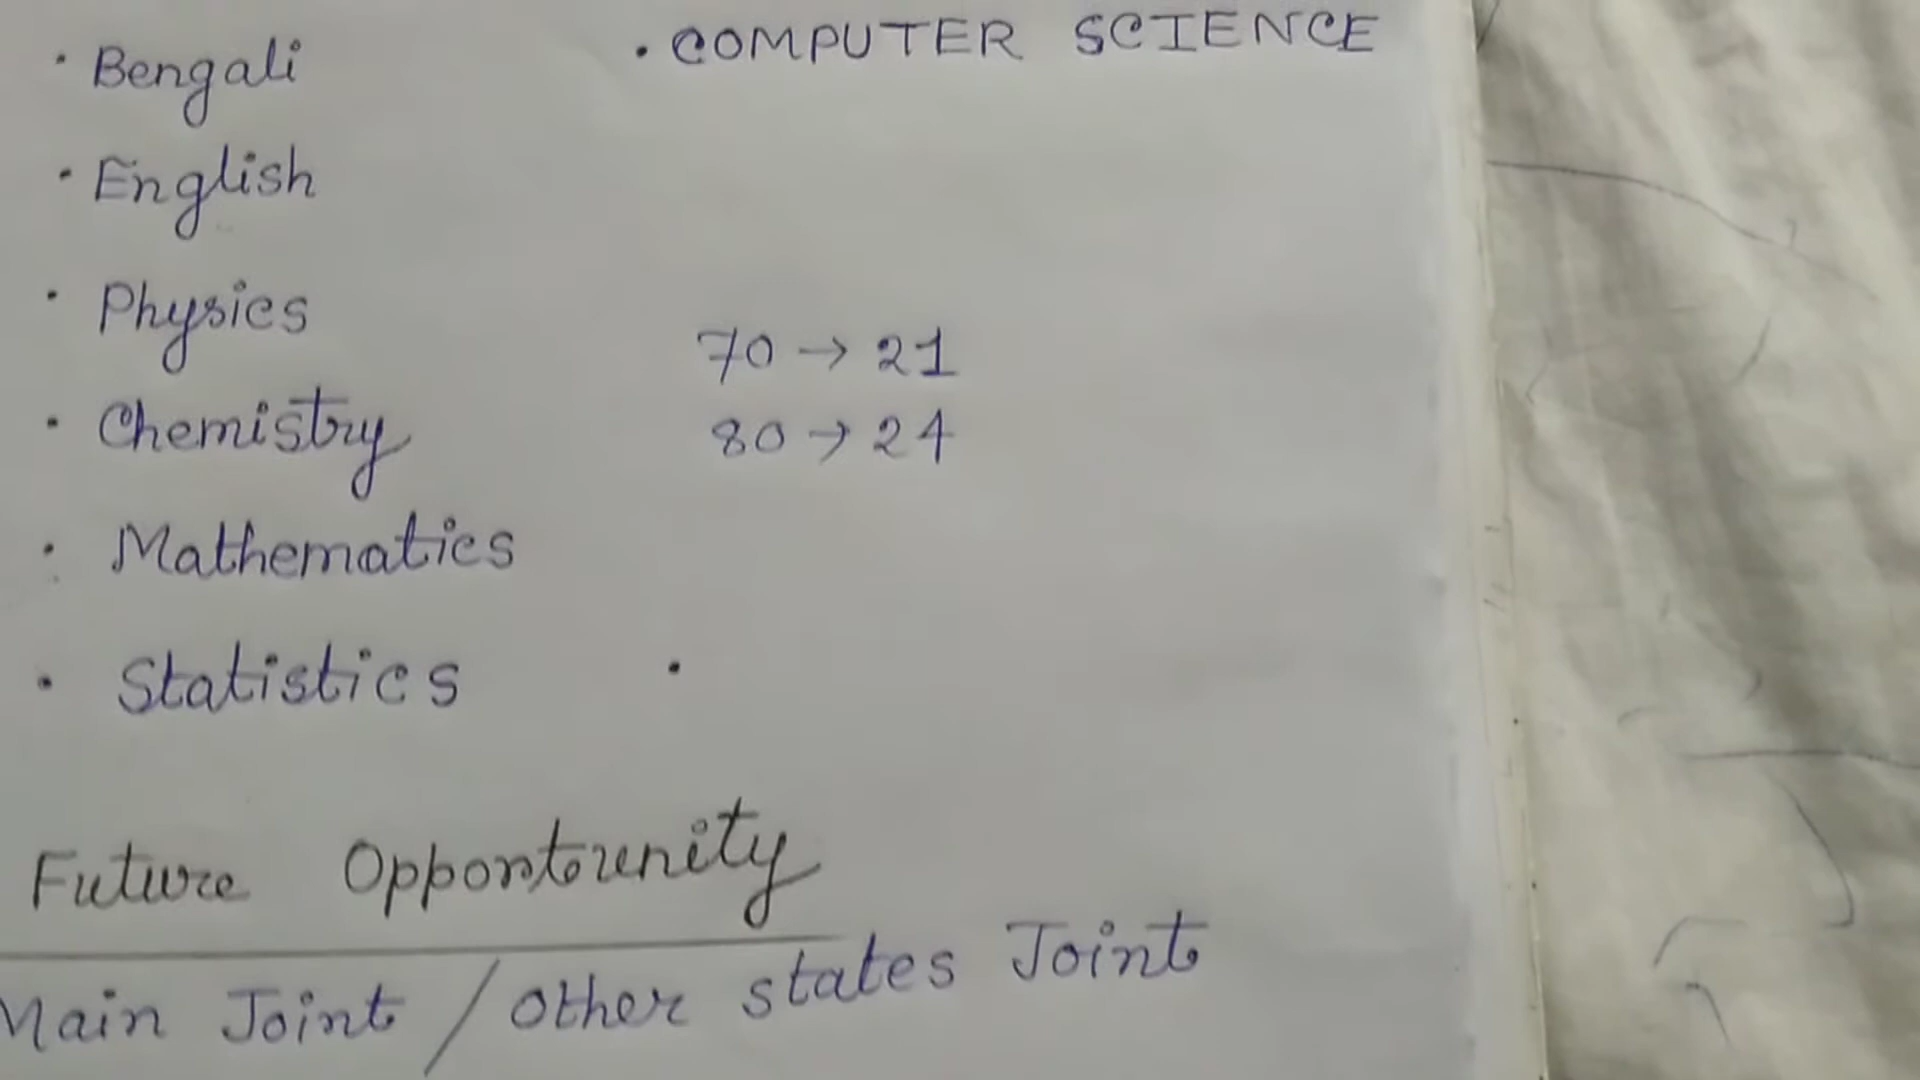 · Bengali
· COMPUTER SCIENCE
· English
· Physics
70 → 21
· Chemistry
80 → 24
· Mathematics
· Statistics
·
Future Opportunity
Main Joint / Other states Joint